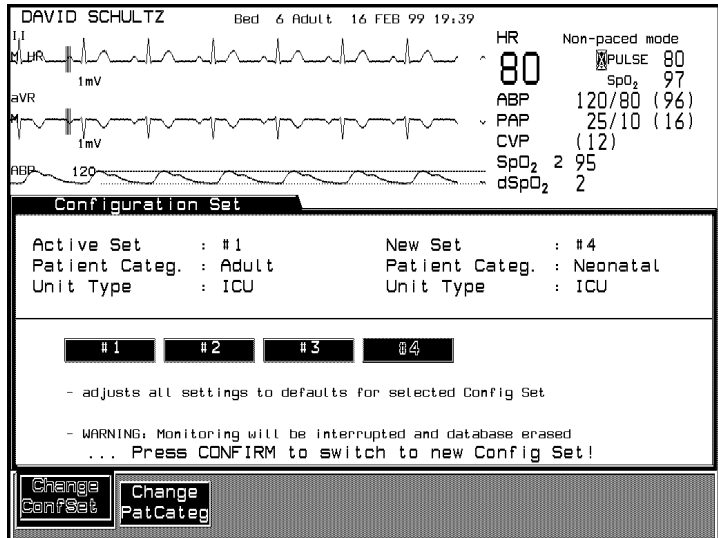 DAVID SCHULTZ Bed 6 Adult 16 FEB 99 19:39
II
M HR
1mV
aVR
M
1mV
ABP 120
HR 80
Non-paced mode
PULSE 80
SpO₂ 97
ABP 120/80 (96)
PAP 25/10 (16)
CVP (12)
SpO₂ 2 95
dSpO₂ 2
Configuration Set
Active Set : #1 New Set : #4
Patient Categ. : Adult Patient Categ. : Neonatal
Unit Type : ICU Unit Type : ICU
#1 #2 #3 #4
- adjusts all settings to defaults for selected Config Set
- WARNING: Monitoring will be interrupted and database erased
... Press CONFIRM to switch to new Config Set!
Change ConfSet
Change PatCateg